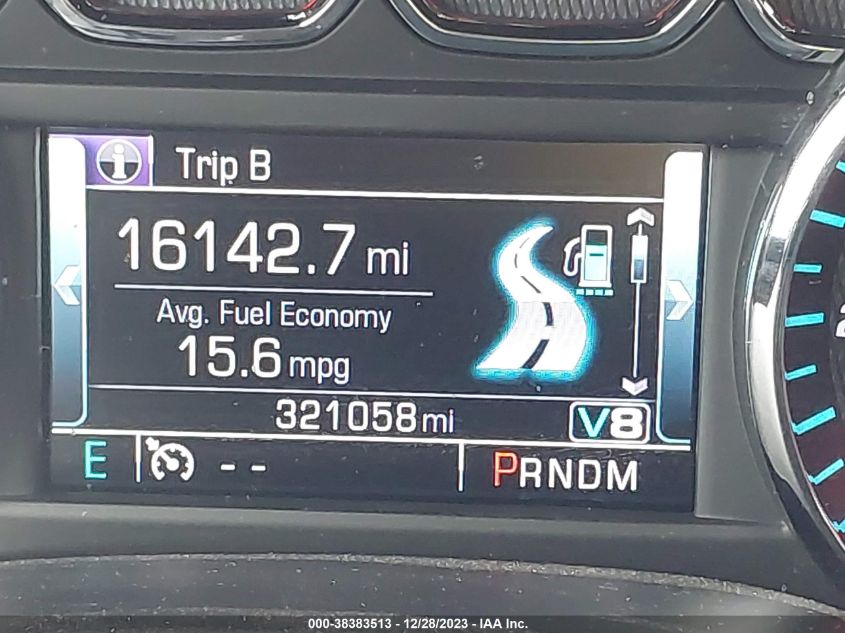 i Trip B
16142.7 mi
Avg. Fuel Economy
15.6 mpg
321058 mi V8
E -- PRNDM
000-38383513 - 12/28/2023 - IAA Inc.